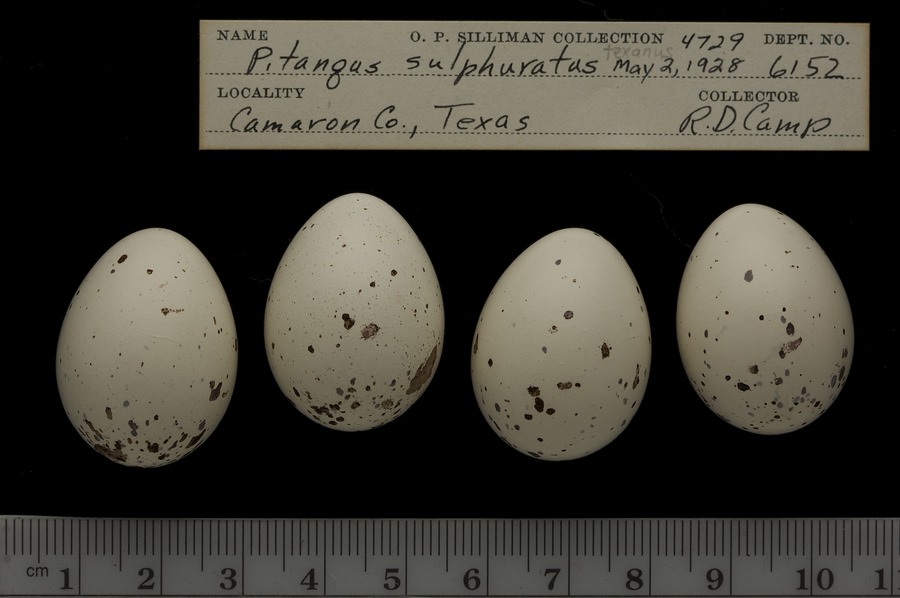 NAME O. P. SILLIMAN COLLECTION 4729 DEPT. NO.
texanus
Pitangus sulphuratus May 2, 1928 6152
LOCALITY COLLECTOR
Camaron Co., Texas R.D. Camp
cm 1 2 3 4 5 6 7 8 9 10 1